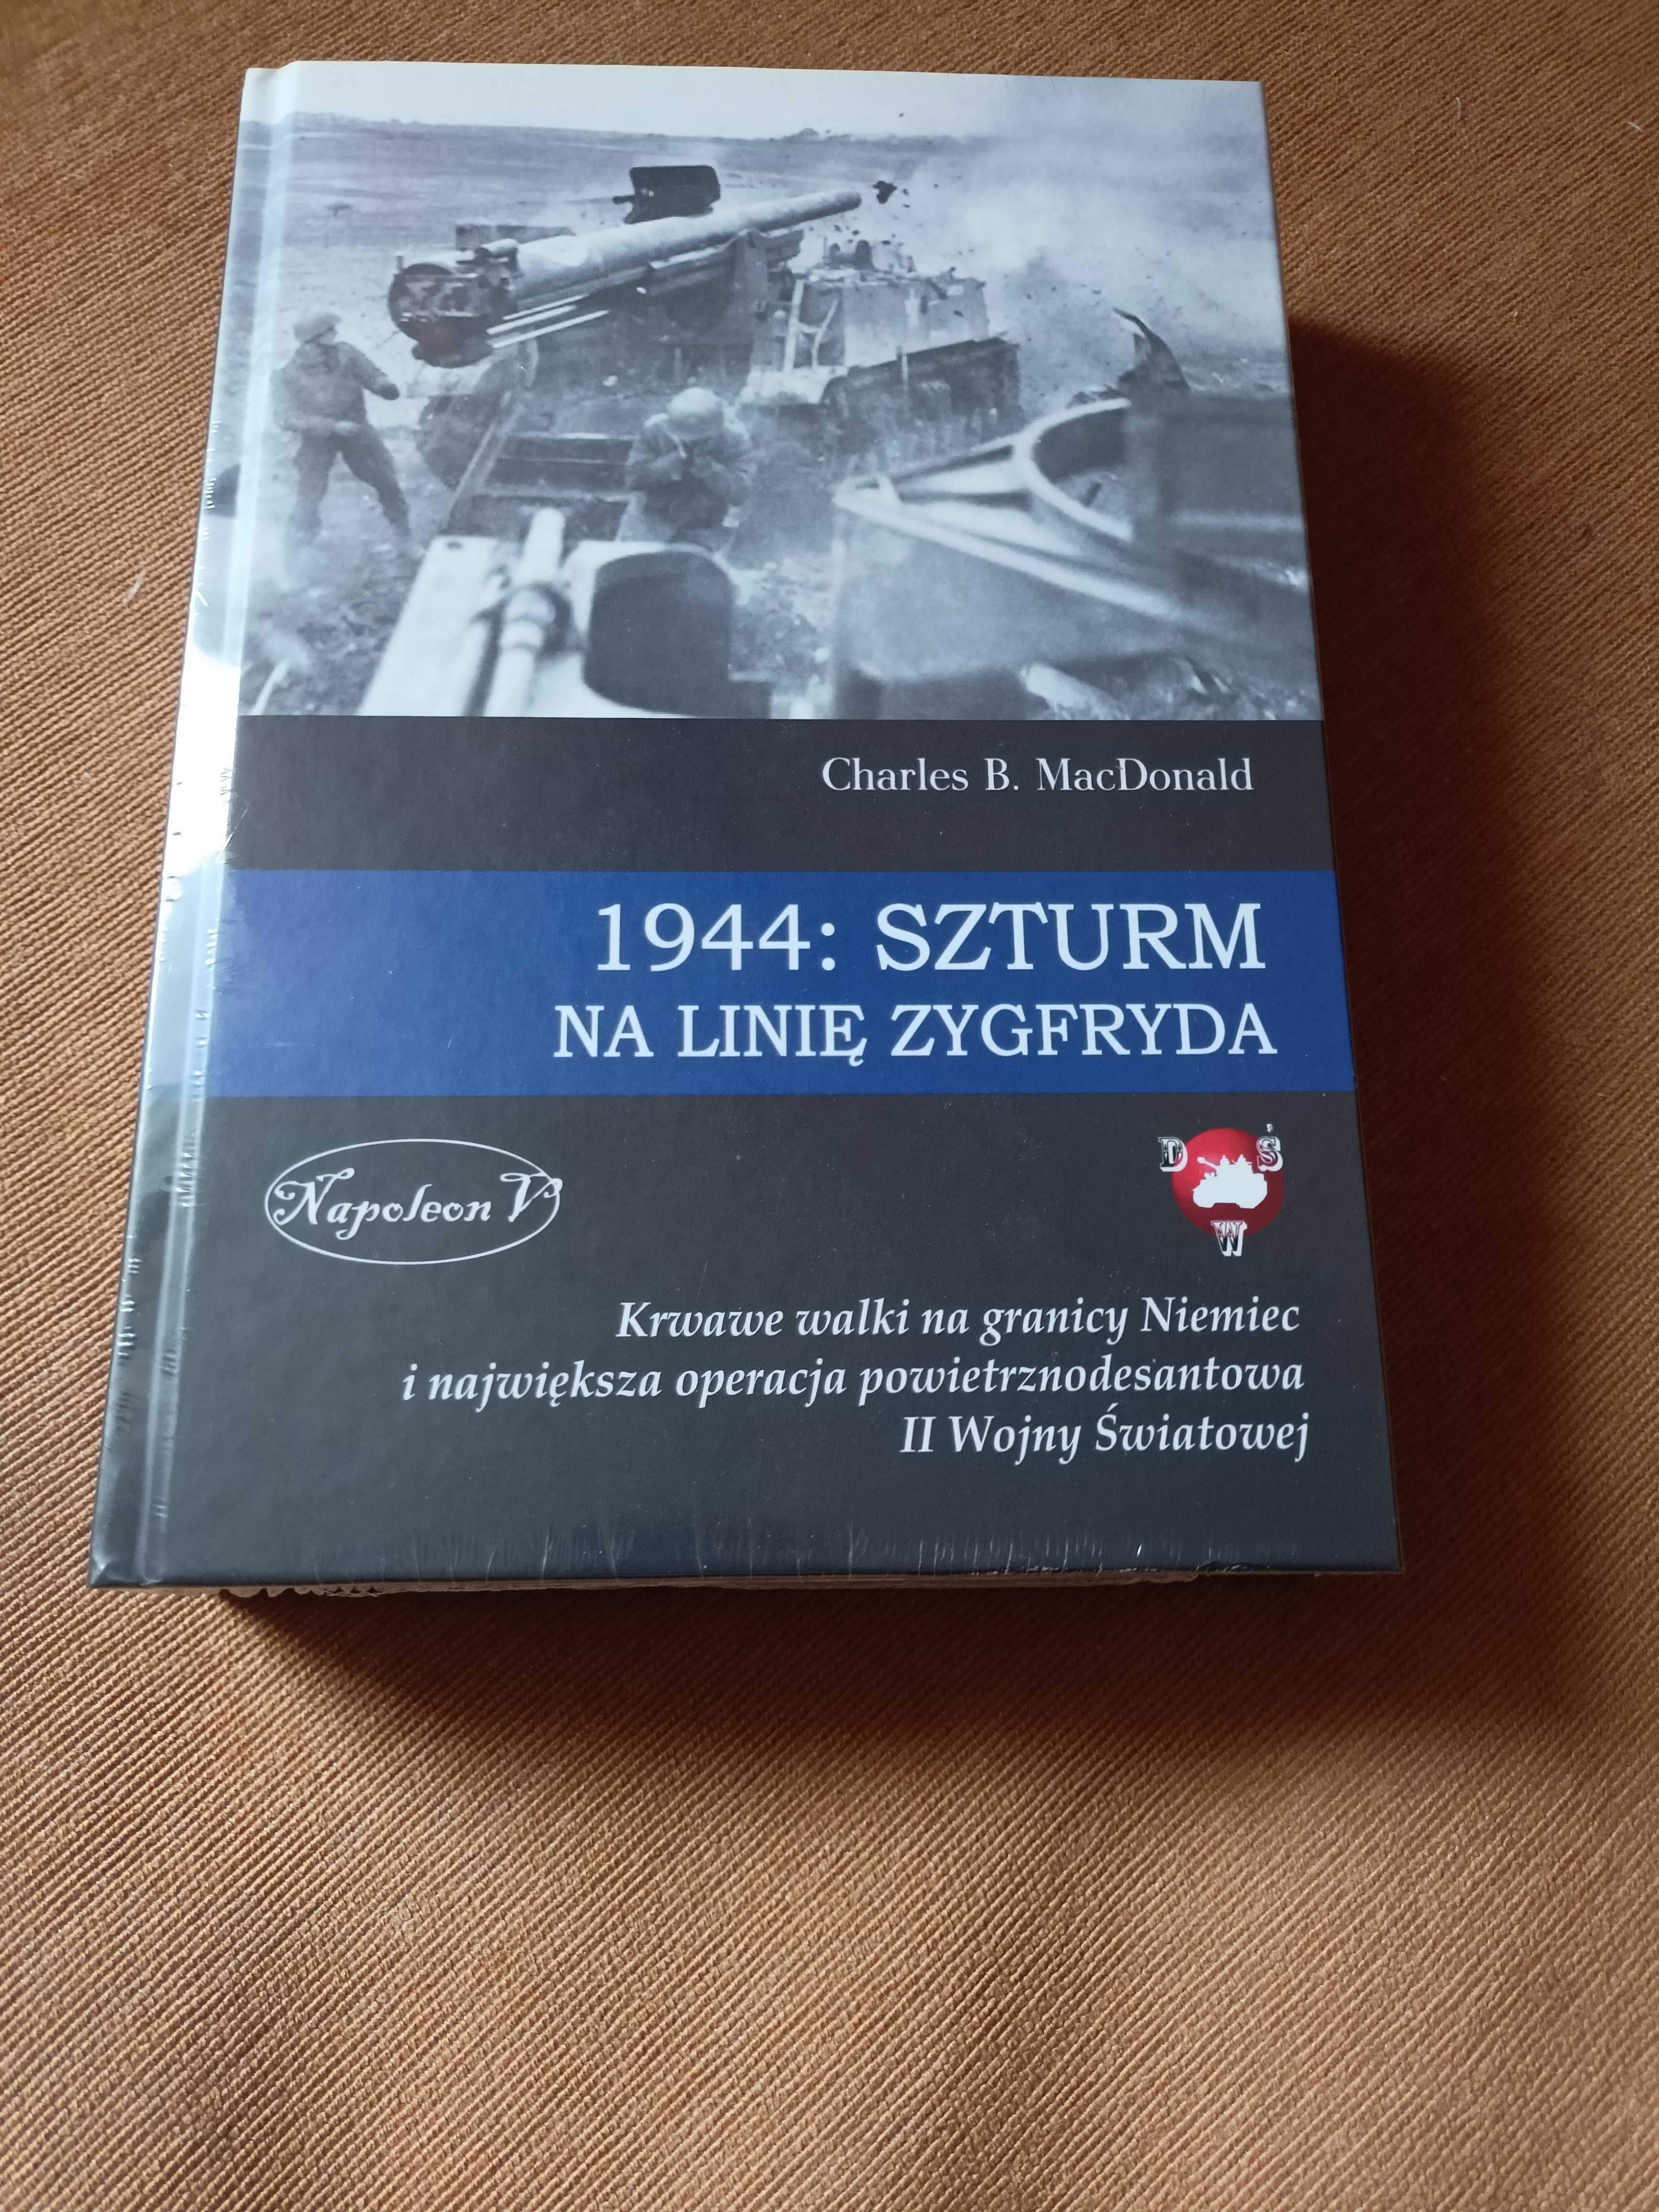 Charles B. MacDonald
1944: SZTURM
NA LINIĘ ZYGFRYDA
Napoleon V
D Ś
W
Krwawe walki na granicy Niemiec
i największa operacja powietrznodesantowa
II Wojny Światowej